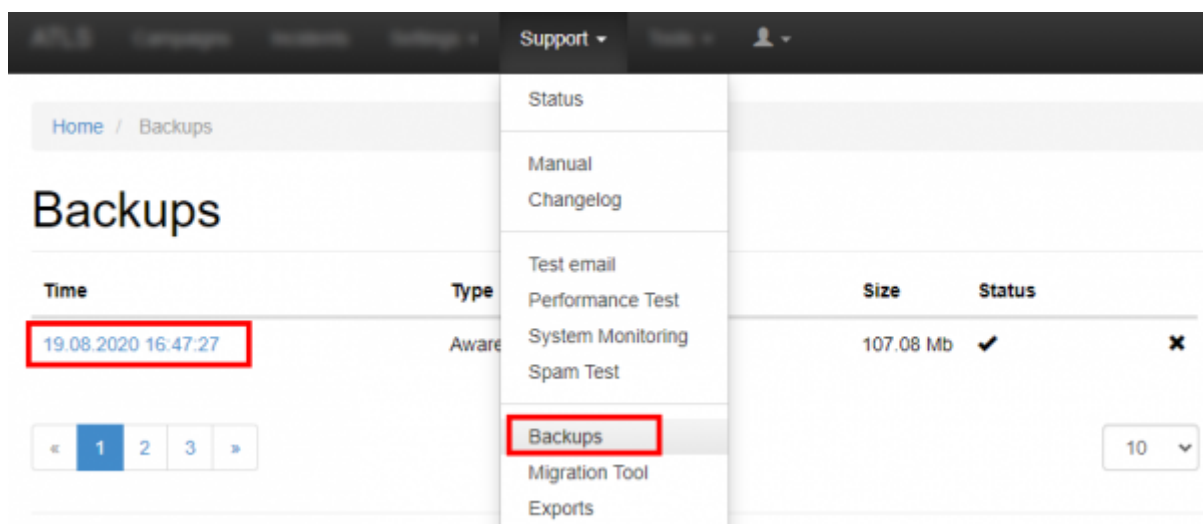 Support
Home / Backups
Status
Manual
Changelog
Backups
Test email
Performance Test
System Monitoring
Spam Test
Time Type Size Status
19.08.2020 16:47:27 Aware 107.08 Mb
« 1 2 3 »
10
Backups
Migration Tool
Exports